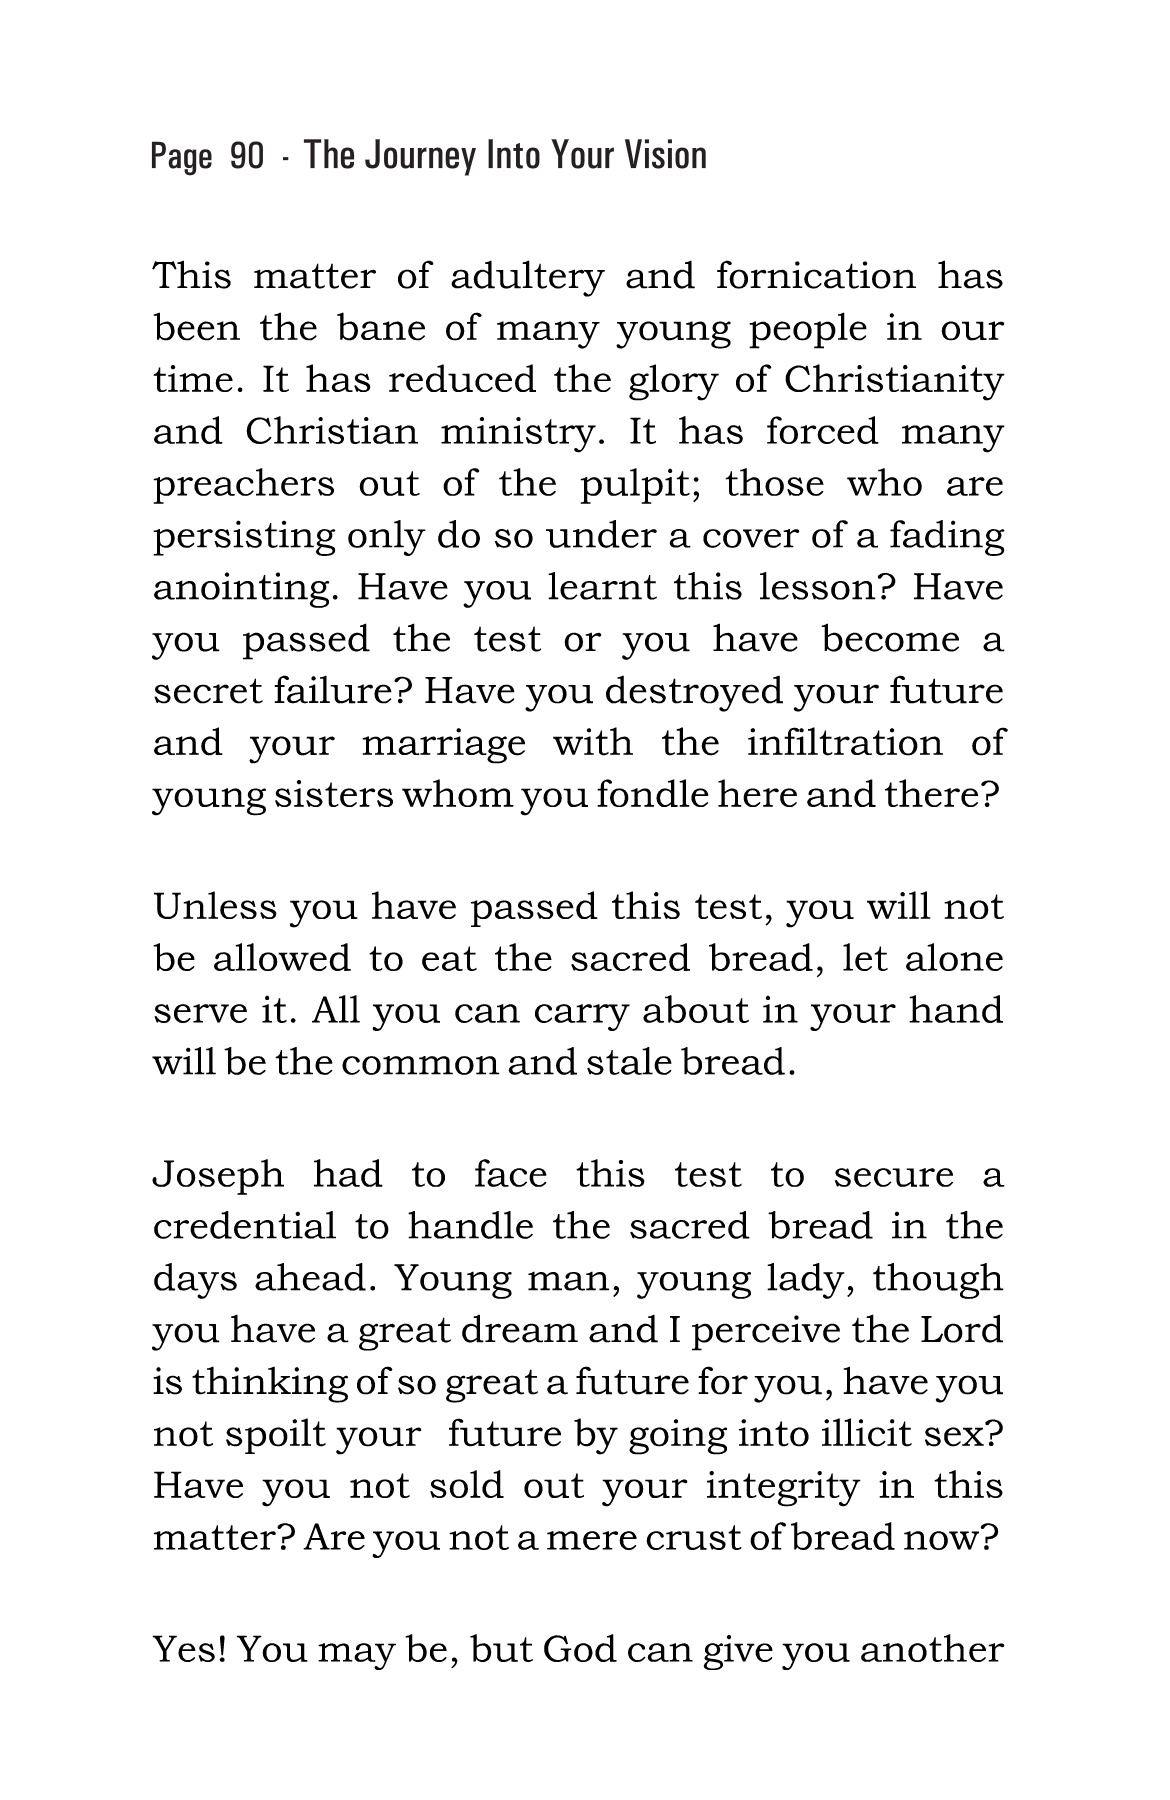 Page 90 - The Journey Into Your Vision
This matter of adultery and fornication has
been the bane of many young people in our
time. It has reduced the glory of Christianity
and Christian ministry. It has forced many
preachers out of the pulpit; those who are
persisting only do so under a cover of a fading
anointing. Have you learnt this lesson? Have
you passed the test or you have become a
secret failure? Have you destroyed your future
and your marriage with the infiltration of
young sisters whom you fondle here and there?
Unless you have passed this test, you will not
be allowed to eat the sacred bread, let alone
serve it. All you can carry about in your hand
will be the common and stale bread.
Joseph had to face this test to secure a
credential to handle the sacred bread in the
days ahead. Young man, young lady, though
you have a great dream and I perceive the Lord
is thinking of so great a future for you, have you
not spoilt your future by going into illicit sex?
Have you not sold out your integrity in this
matter? Are you not a mere crust of bread now?
Yes! You may be, but God can give you another